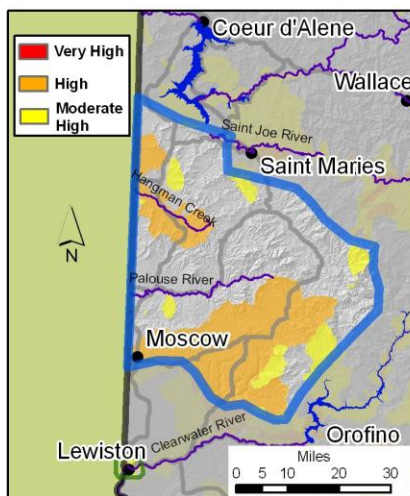 Coeur d'Alene
Very High
High
Moderate
High
Wallace
Saint Joe River
Saint Maries
Hangman Creek
N
Palouse River
Moscow
Clearwater River
Orofino
Lewiston
Miles
0 5 10 20 30